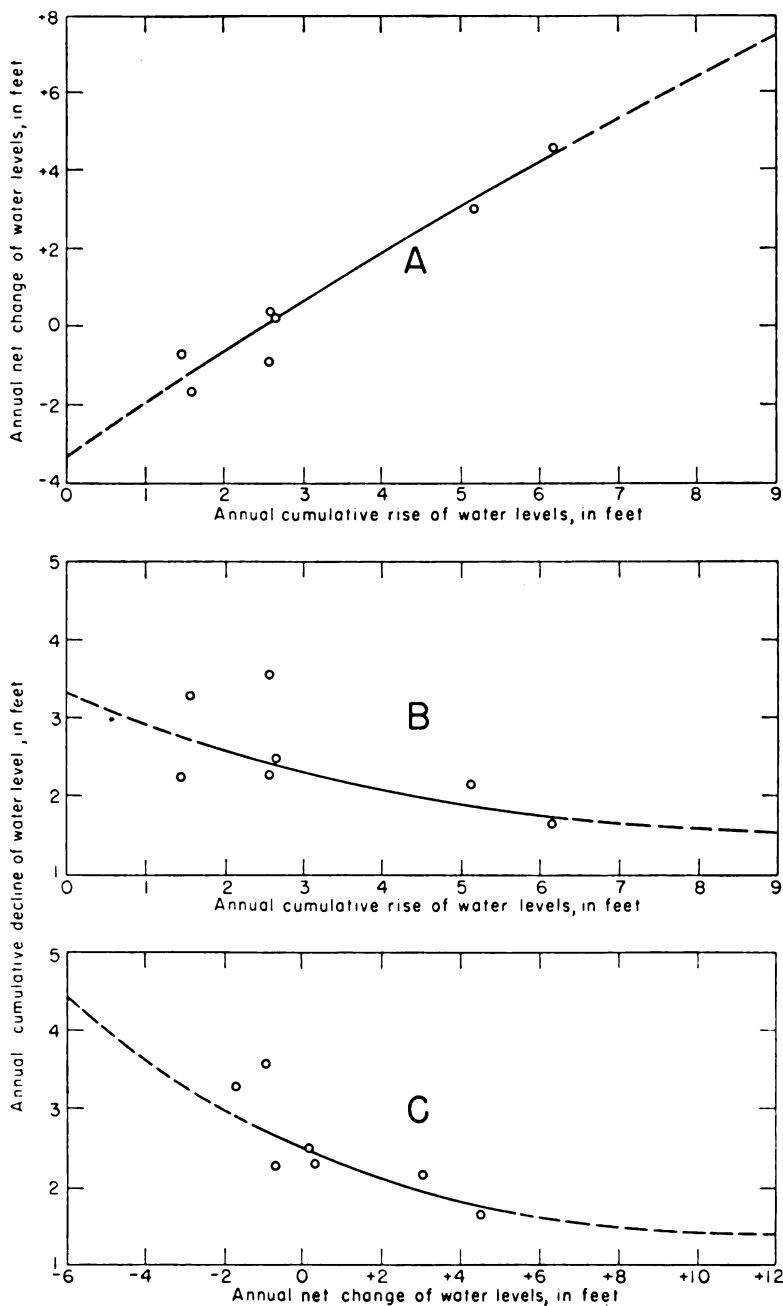 +8
+6
+4
+2
0
-2
-4
Annual net change of water levels, in feet
A
0 1 2 3 4 5 6 7 8 9
Annual cumulative rise of water levels, in feet
5
4
3
2
1
B
0 1 2 3 4 5 6 7 8 9
Annual cumulative rise of water levels, in feet
Annual cumulative decline of water level, in feet
5
4
3
2
1
C
-6 -4 -2 0 +2 +4 +6 +8 +10 +12
Annual net change of water levels, in feet